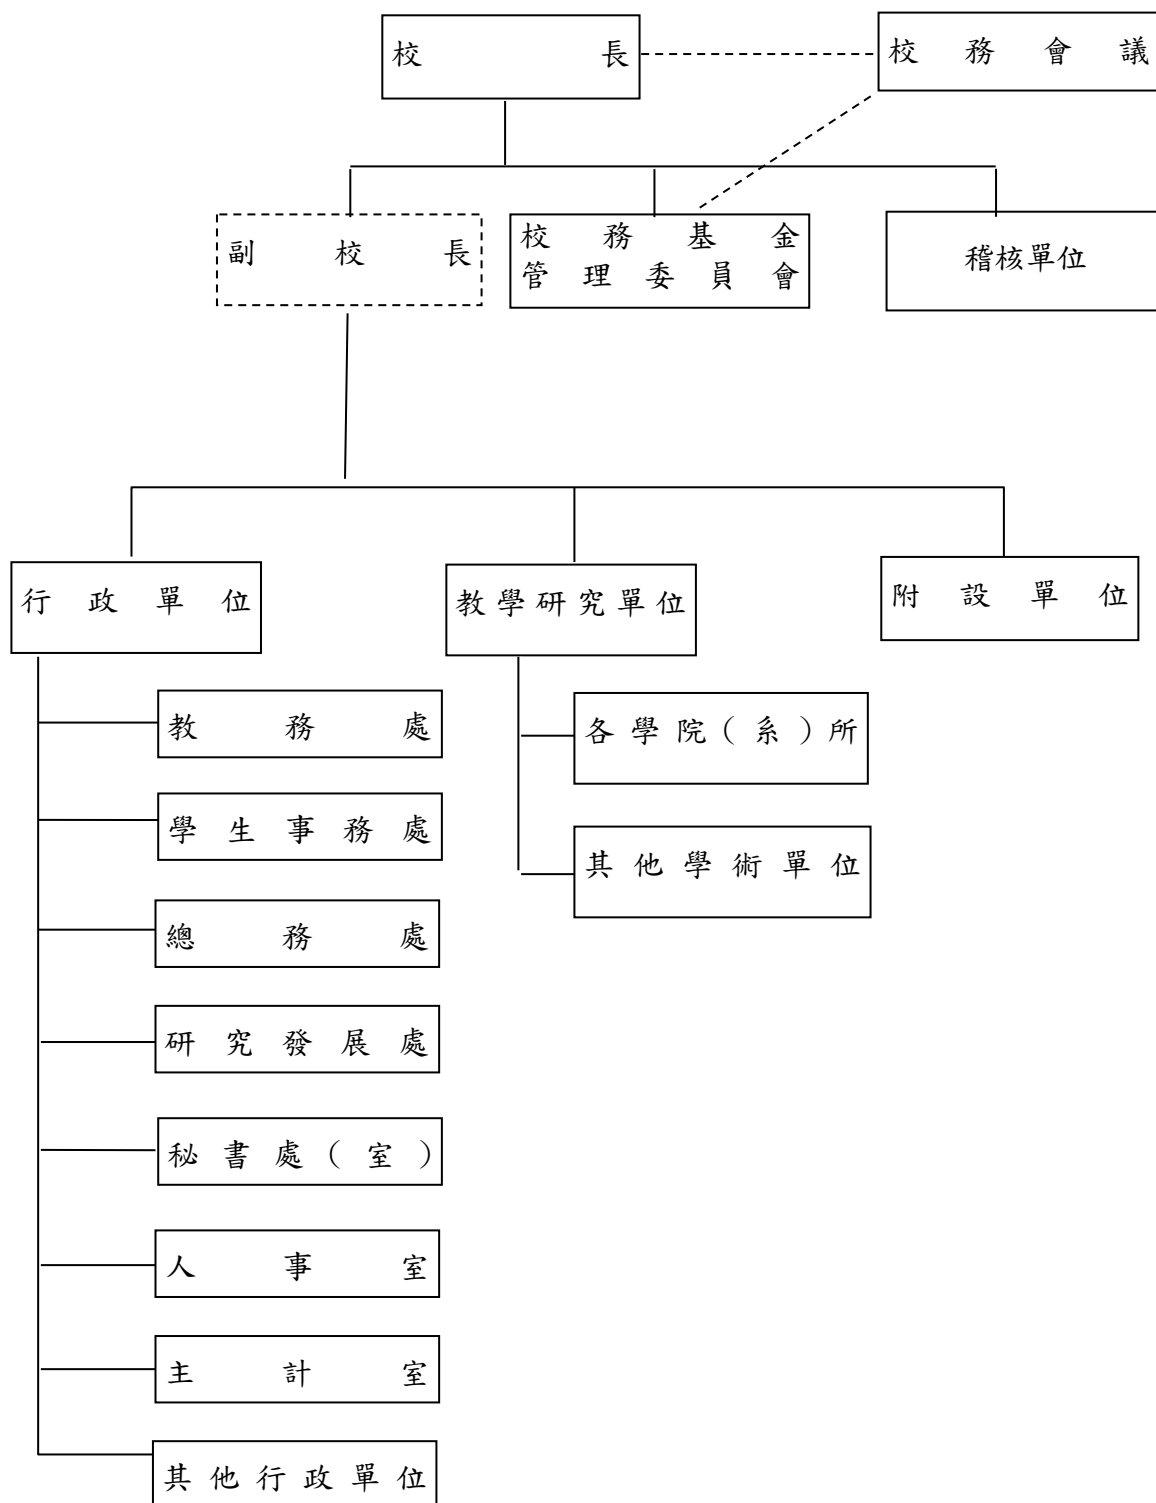 校長
校務會議
副校長
校務基金
管理委員會
稽核單位
行政單位
教學研究單位
附設單位
教務處
各學院（系）所
學生事務處
其他學術單位
總務處
研究發展處
秘書處（室）
人事室
主計室
其他行政單位